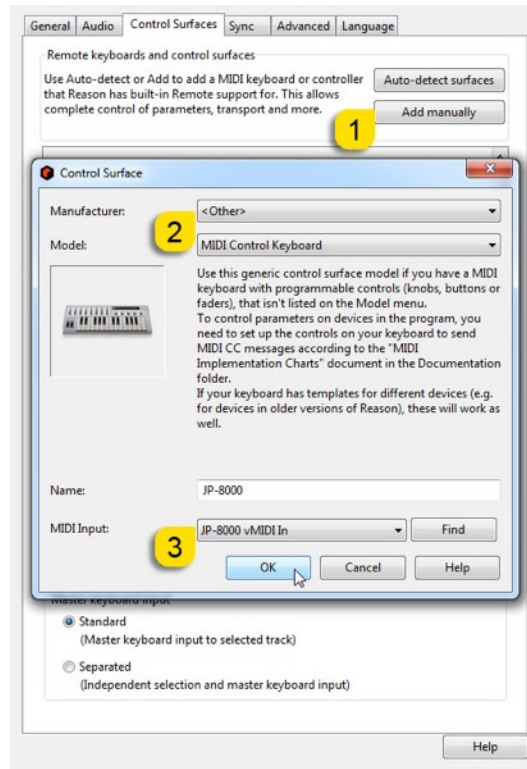 General Audio Control Surfaces Sync Advanced Language
Remote keyboards and control surfaces
Use Auto-detect or Add to add a MIDI keyboard or controller
that Reason has built-in Remote support for. This allows
complete control of parameters, transport and more.
Auto-detect surfaces
Add manually
1
Control Surface
Manufacturer: <Other>
2
Model: MIDI Control Keyboard
Use this generic control surface model if you have a MIDI
keyboard with programmable controls (knobs, buttons or
faders), that isn't listed on the Model menu.
To control parameters on devices in the program, you
need to set up the controls on your keyboard to send
MIDI CC messages according to the "MIDI
Implementation Charts" document in the Documentation
folder.
If your keyboard has templates for different devices (e.g.
for devices in older versions of Reason), these will work as
well.
Name: JP-8000
MIDI Input: JP-8000 vMIDI In Find
3
OK Cancel Help
Master keyboard input
Standard
(Master keyboard input to selected track)
Separated
(Independent selection and master keyboard input)
Help